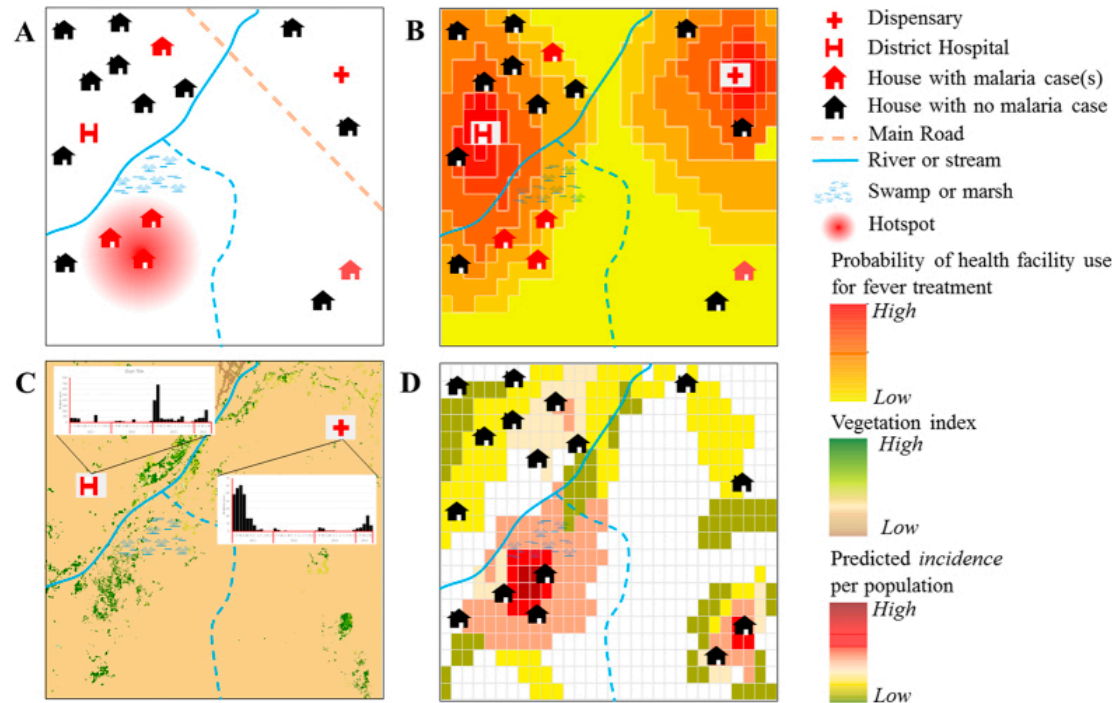 A
B
Dispensary
District Hospital
House with malaria case(s)
House with no malaria case
Main Road
River or stream
Swamp or marsh
Hotspot
Probability of health facility use
for fever treatment
High
Low
C
D
Vegetation index
High
Low
Predicted incidence
per population
High
Low